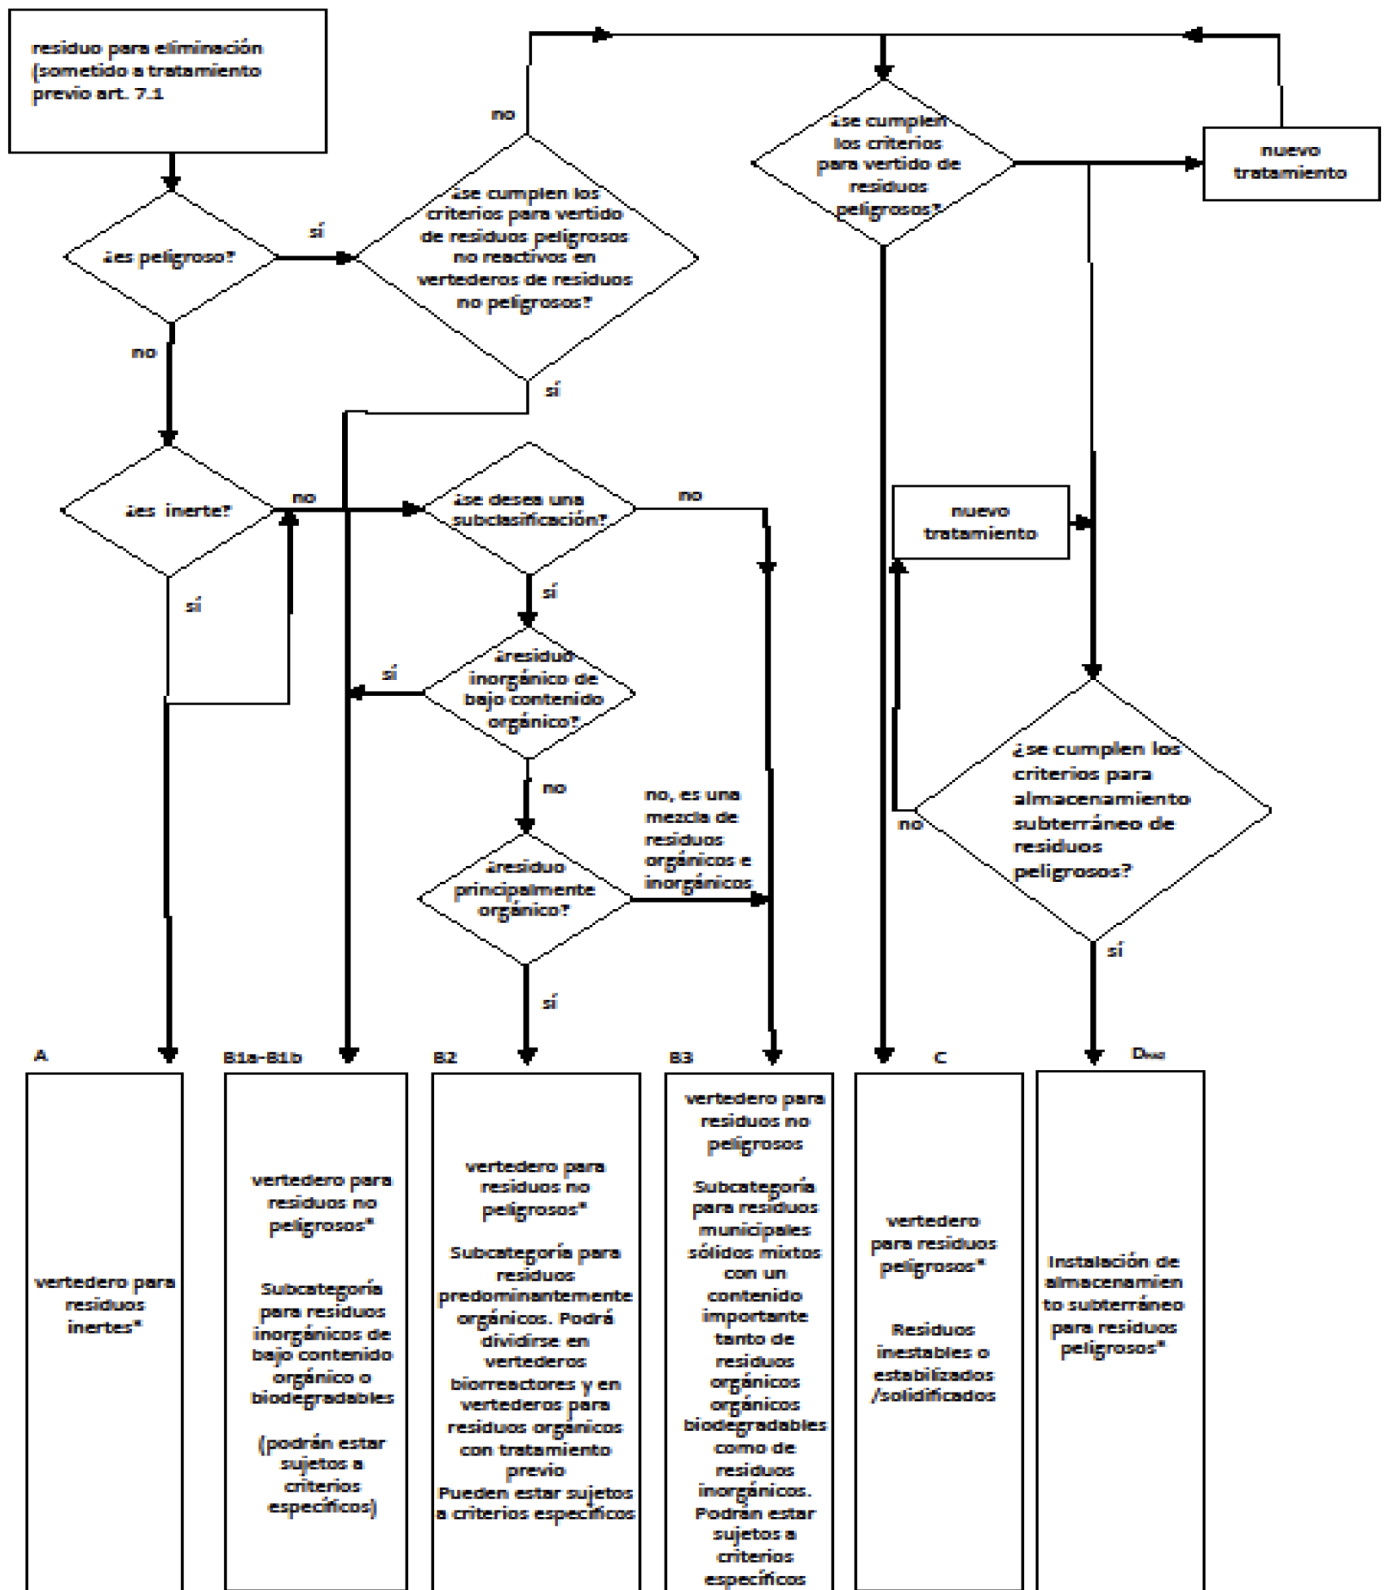 residuo para eliminación
(sometido a tratamiento
previo art. 7.1
¿es peligroso?
sí
no
no
¿se cumplen los
criterios para vertido
de residuos peligrosos
no reactivos en
vertederos de residuos
no peligrosos?
sí
¿se cumplen
los criterios
para vertido de
residuos
peligrosos?
nuevo
tratamiento
¿es inerte?
no
sí
¿se desea una
subclasificación?
no
sí
nuevo
tratamiento
¿residuo
inorgánico de
bajo contenido
orgánico?
sí
no
¿residuo
principalmente
orgánico?
no, es una
mezcla de
residuos
orgánicos e
inorgánicos
sí
¿se cumplen los
criterios para
almacenamiento
subterráneo de
residuos
peligrosos?
no
sí
A
vertedero para
residuos
inertes*
B1a-B1b
vertedero para
residuos no
peligrosos*
Subcategoría
para residuos
inorgánicos de
bajo contenido
orgánico o
biodegradables
(podrán estar
sujetos a
criterios
específicos)
B2
vertedero para
residuos no
peligrosos*
Subcategoría para
residuos
predominantemente
orgánicos. Podrá
dividirse en
vertederos
biorreactores y en
vertederos para
residuos orgánicos
con tratamiento
previo
Pueden estar sujetos
a criterios específicos
B3
vertedero para
residuos no
peligrosos
Subcategoría
para residuos
municipales
sólidos mixtos
con un
contenido
importante
tanto de
residuos
orgánicos
orgánicos
biodegradables
como de
residuos
inorgánicos.
Podrán estar
sujetos a
criterios
específicos
C
vertedero
para residuos
peligrosos*
Residuos
inestables o
estabilizados
/solidificados
D
Instalación de
almacenamien
to subterráneo
para residuos
peligrosos*